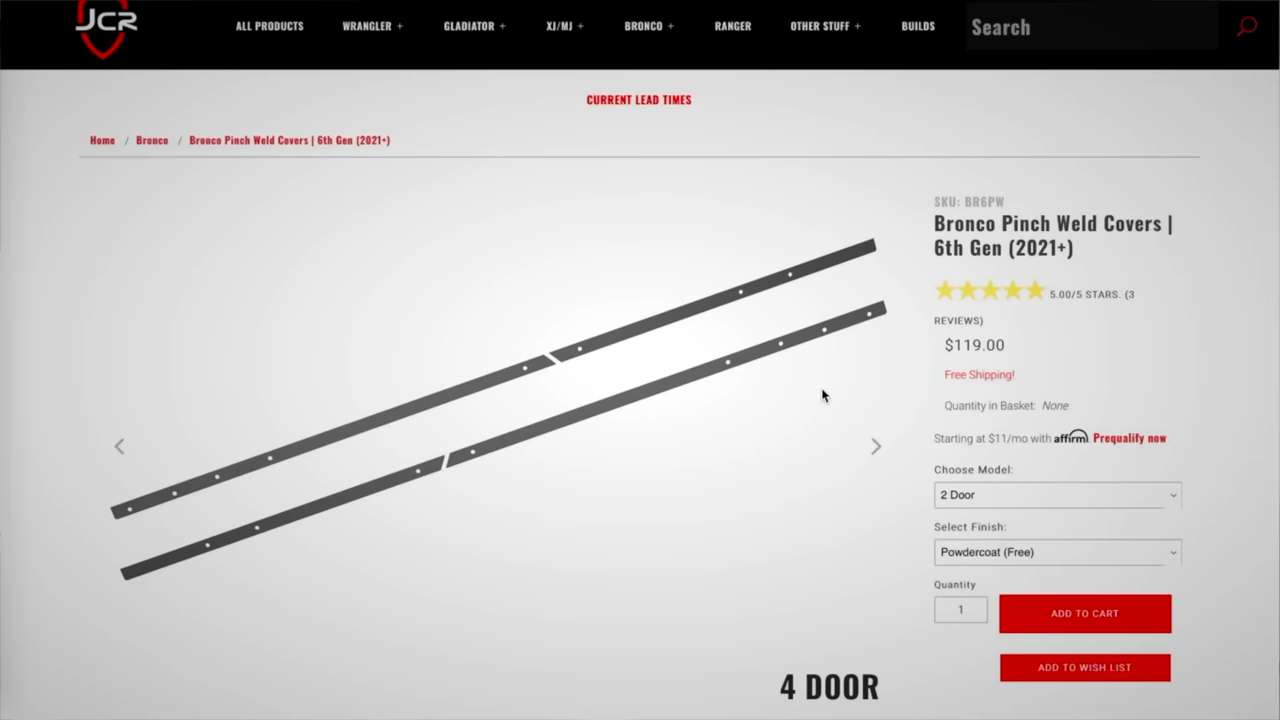 JCR
ALL PRODUCTS
WRANGLER +
GLADIATOR +
XJ/MJ +
BRONCO +
RANGER
OTHER STUFF +
BUILDS
Search
CURRENT LEAD TIMES
Home / Bronco / Bronco Pinch Weld Covers | 6th Gen (2021+)
SKU: BR6PW
Bronco Pinch Weld Covers |
6th Gen (2021+)
5.00/5 STARS. (3
REVIEWS)
$119.00
Free Shipping!
Quantity in Basket: None
Starting at $11/mo with affirm. Prequalify now
Choose Model:
2 Door
Select Finish:
Powdercoat (Free)
Quantity
1
ADD TO CART
ADD TO WISH LIST
4 DOOR